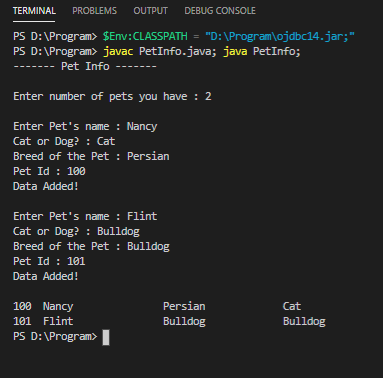 TERMINAL PROBLEMS OUTPUT DEBUG CONSOLE
PS D:\Program> $Env:CLASSPATH = "D:\Program\ojdbc14.jar;"
PS D:\Program> javac PetInfo.java; java PetInfo;
------- Pet Info -------
Enter number of pets you have : 2
Enter Pet's name : Nancy
Cat or Dog? : Cat
Breed of the Pet : Persian
Pet Id : 100
Data Added!
Enter Pet's name : Flint
Cat or Dog? : Bulldog
Breed of the Pet : Bulldog
Pet Id : 101
Data Added!
100 Nancy Persian Cat
101 Flint Bulldog Bulldog
PS D:\Program>